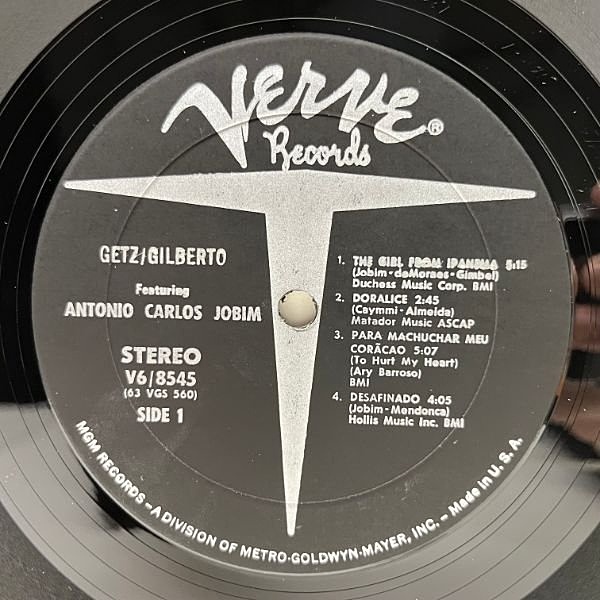 VERVE®
Records
GETZ/GILBERTO
Featuring
ANTONIO CARLOS JOBIM
STEREO
V6/8545
(63 VGS 560)
SIDE 1
1. THE GIRL FROM IPANEMA 5:15
(Jobim-deMoraes-Gimbel)
Duchess Music Corp. BMI
2. DORALICE 2:45
(Caymmi-Almeida)
Matador Music ASCAP
3. PARA MACHUCHAR MEU
CORÃCAO 5:07
(To Hurt My Heart)
(Ary Barroso)
BMI
4. DESAFINADO 4:05
(Jobim-Mendonca)
Hollis Music Inc. BMI
MGM RECORDS – A DIVISION OF METRO-GOLDWYN-MAYER, INC. – Made in U.S.A.